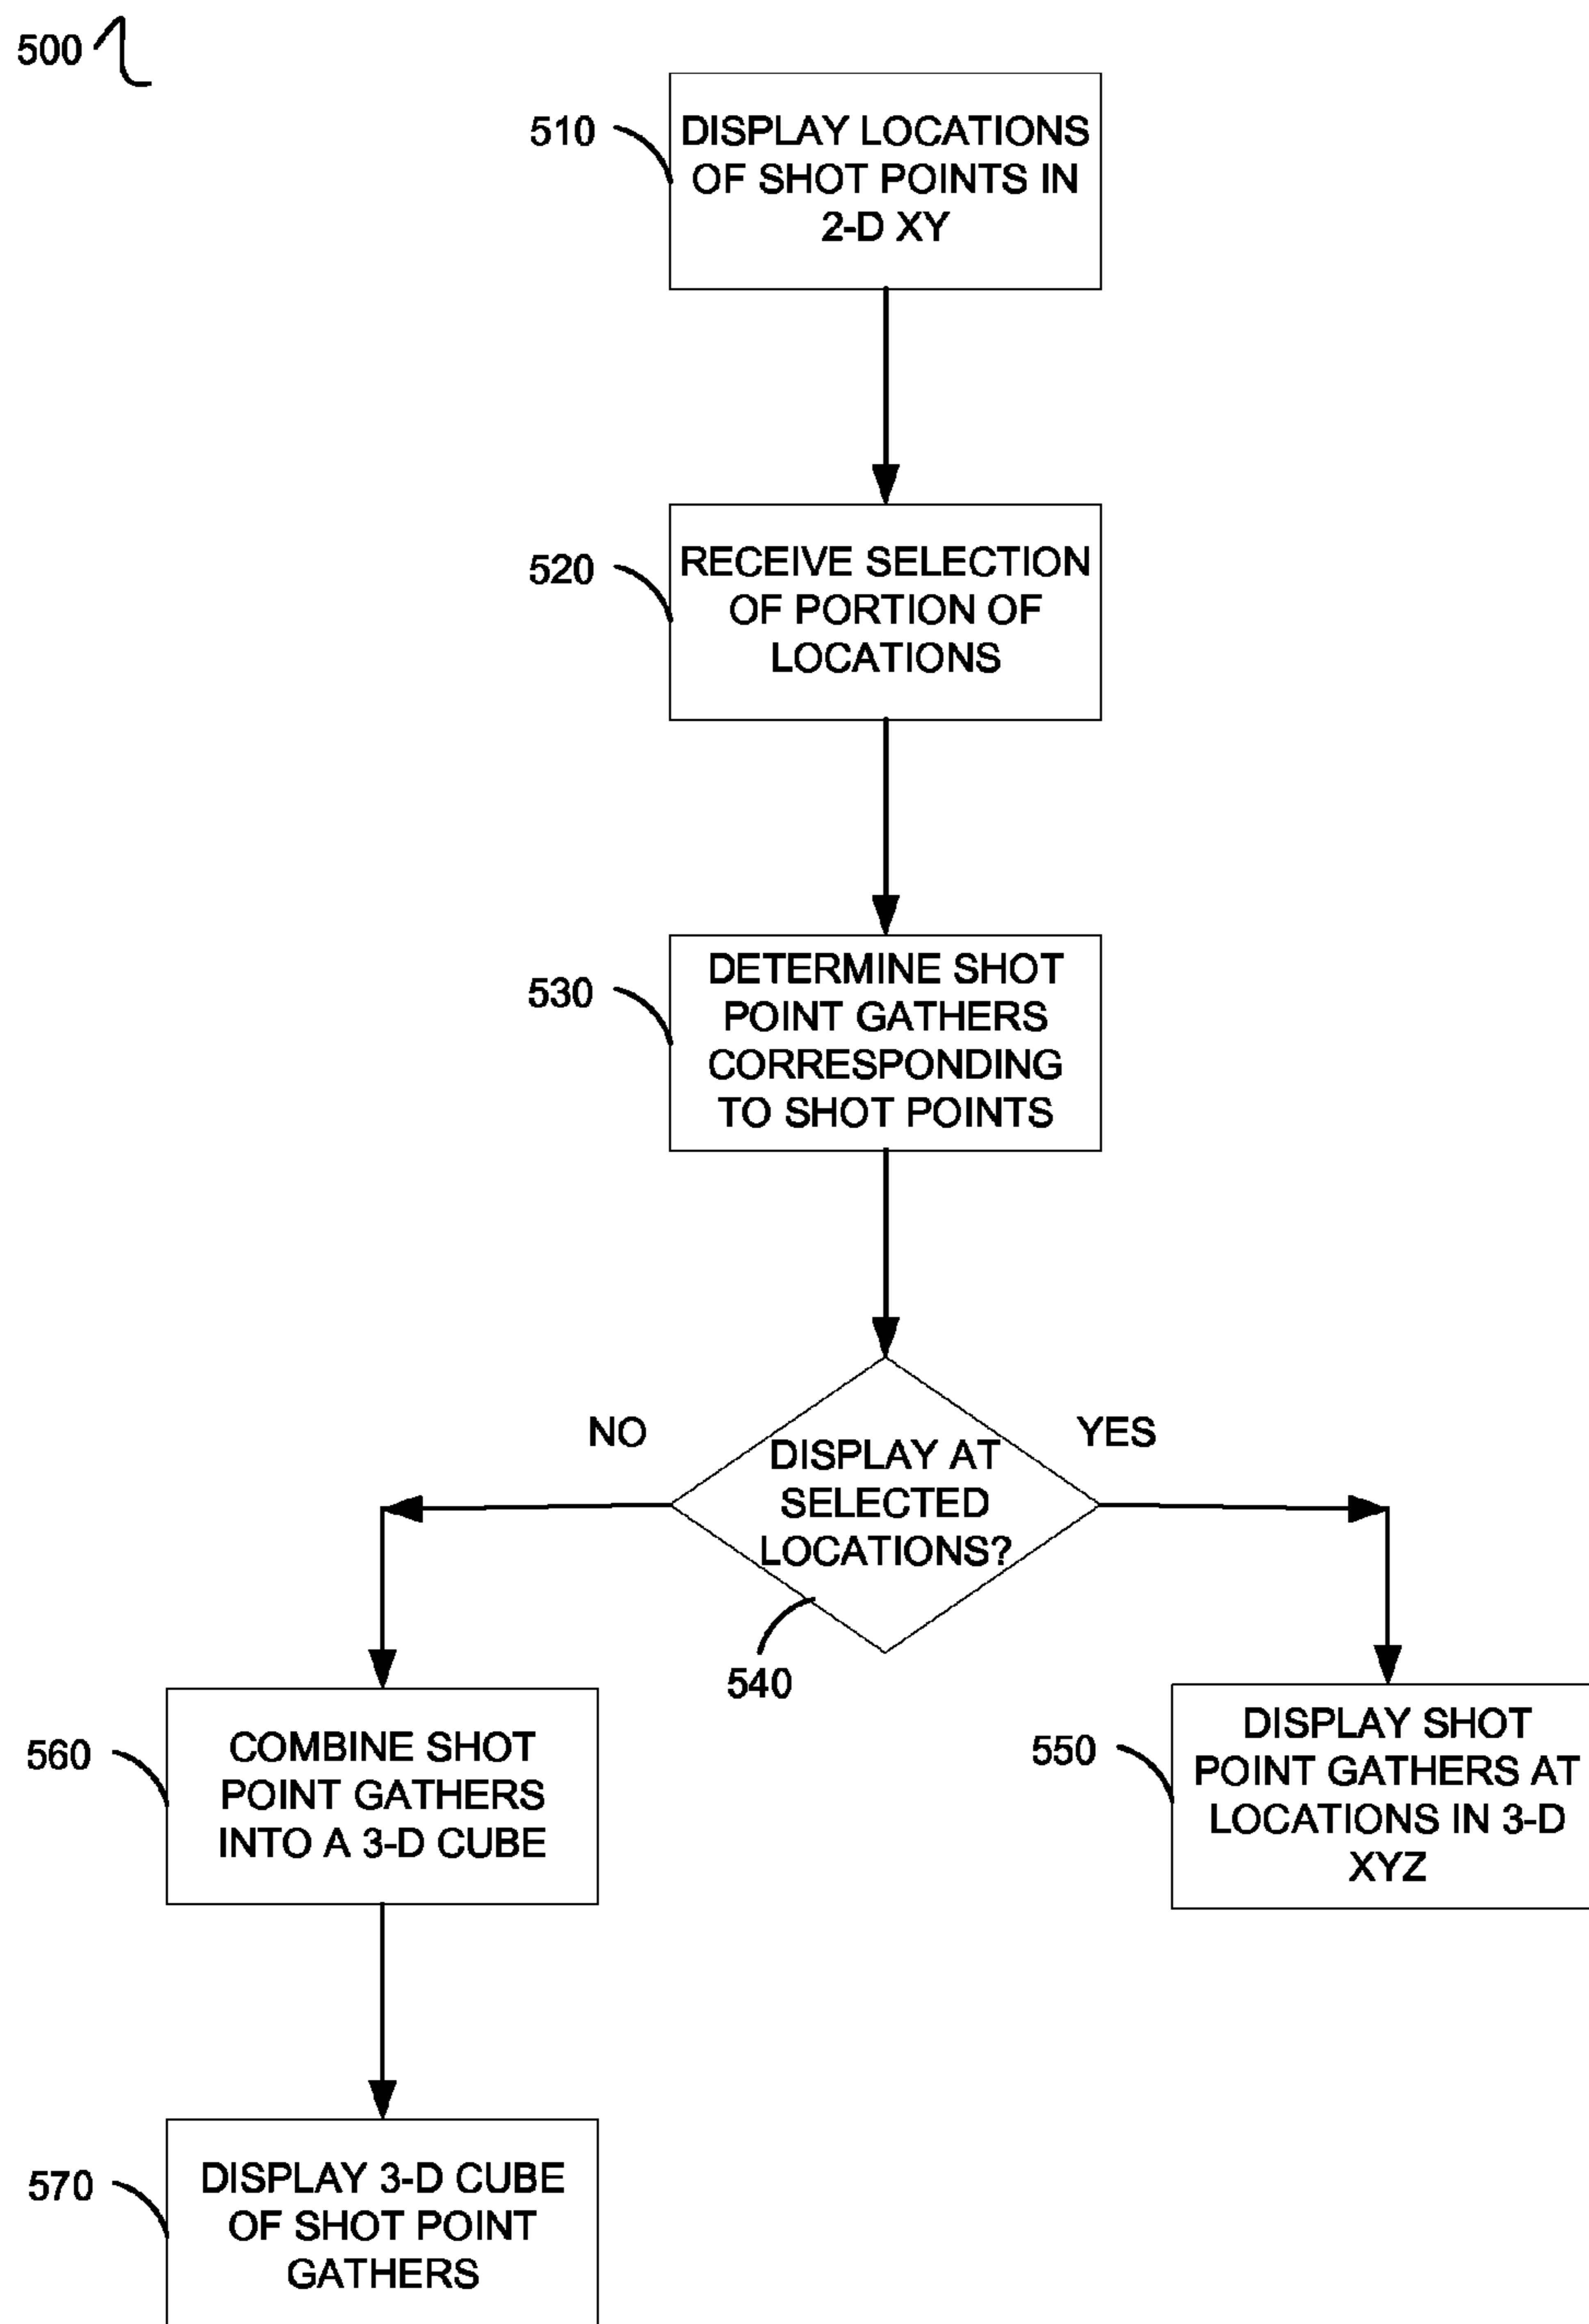 500
510
DISPLAY LOCATIONS
OF SHOT POINTS IN
2-D XY
520
RECEIVE SELECTION
OF PORTION OF
LOCATIONS
530
DETERMINE SHOT
POINT GATHERS
CORRESPONDING
TO SHOT POINTS
NO
YES
DISPLAY AT
SELECTED
LOCATIONS?
540
560
COMBINE SHOT
POINT GATHERS
INTO A 3-D CUBE
550
DISPLAY SHOT
POINT GATHERS AT
LOCATIONS IN 3-D
XYZ
570
DISPLAY 3-D CUBE
OF SHOT POINT
GATHERS